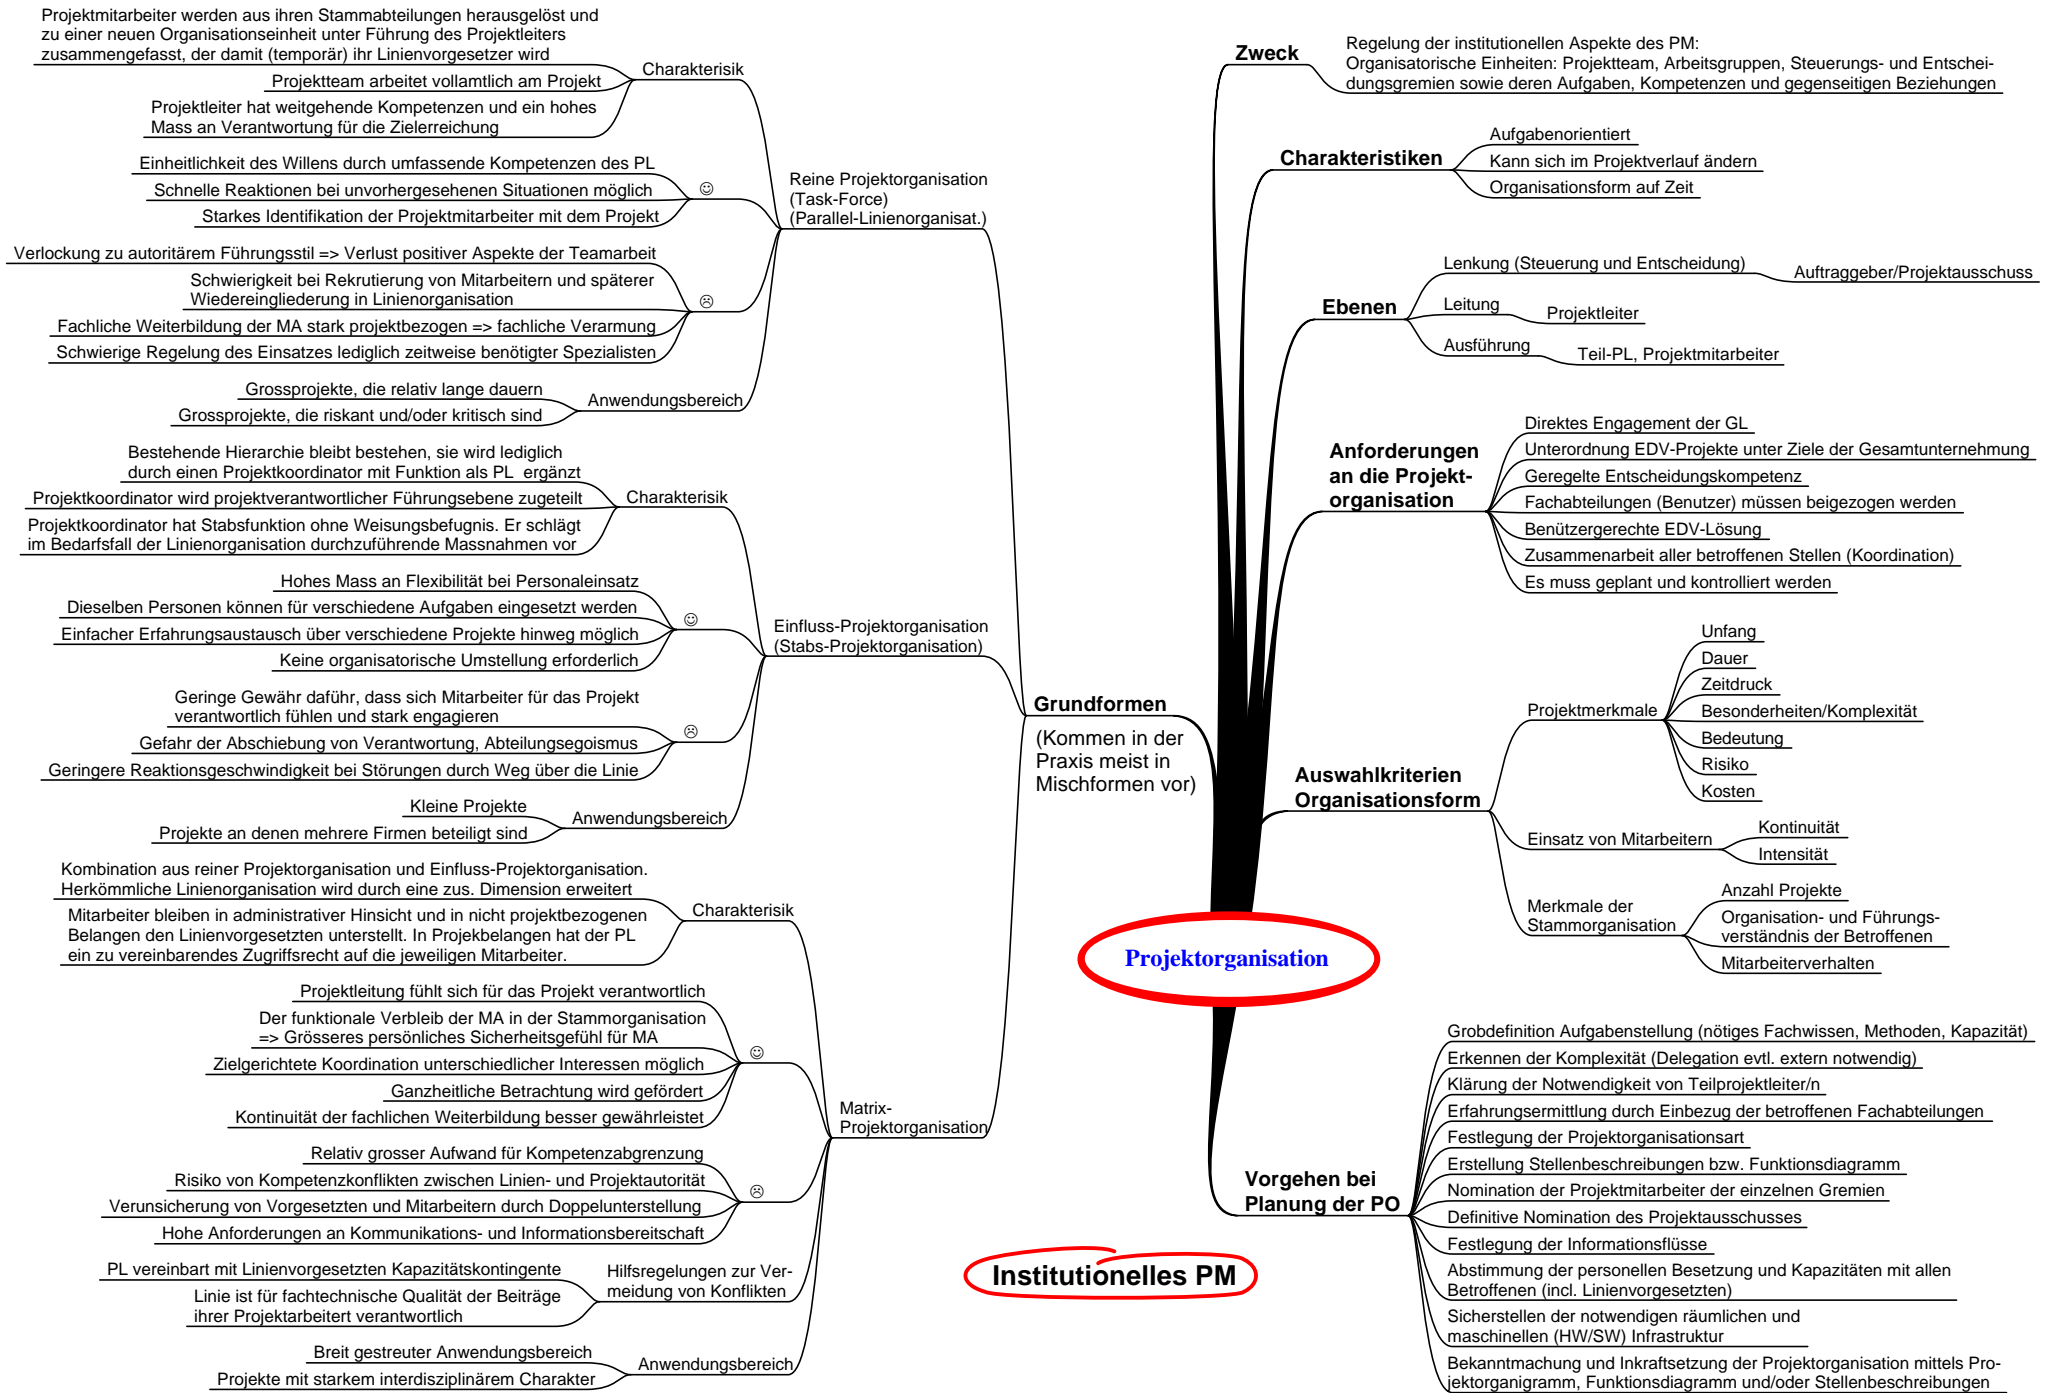 Projektorganisation
Institutionelles PM
Zweck
Regelung der institutionellen Aspekte des PM:
Organisatorische Einheiten: Projektteam, Arbeitsgruppen, Steuerungs- und Entschei-
dungsgremien sowie deren Aufgaben, Kompetenzen und gegenseitigen Beziehungen
Charakteristiken
Aufgabenorientiert
Kann sich im Projektverlauf ändern
Organisationsform auf Zeit
Ebenen
Lenkung (Steuerung und Entscheidung)
Auftraggeber/Projektausschuss
Leitung
Projektleiter
Ausführung
Teil-PL, Projektmitarbeiter
Anforderungen
an die Projekt-
organisation
Direktes Engagement der GL
Unterordnung EDV-Projekte unter Ziele der Gesamtunternehmung
Geregelte Entscheidungskompetenz
Fachabteilungen (Benutzer) müssen beigezogen werden
Benützergerechte EDV-Lösung
Zusammenarbeit aller betroffenen Stellen (Koordination)
Es muss geplant und kontrolliert werden
Auswahlkriterien
Organisationsform
Projektmerkmale
Unfang
Dauer
Zeitdruck
Besonderheiten/Komplexität
Bedeutung
Risiko
Kosten
Einsatz von Mitarbeitern
Kontinuität
Intensität
Merkmale der
Stammorganisation
Anzahl Projekte
Organisation- und Führungs-
verständnis der Betroffenen
Mitarbeiterverhalten
Vorgehen bei
Planung der PO
Grobdefinition Aufgabenstellung (nötiges Fachwissen, Methoden, Kapazität)
Erkennen der Komplexität (Delegation evtl. extern notwendig)
Klärung der Notwendigkeit von Teilprojektleiter/n
Erfahrungsermittlung durch Einbezug der betroffenen Fachabteilungen
Festlegung der Projektorganisationsart
Erstellung Stellenbeschreibungen bzw. Funktionsdiagramm
Nomination der Projektmitarbeiter der einzelnen Gremien
Definitive Nomination des Projektausschusses
Festlegung der Informationsflüsse
Abstimmung der personellen Besetzung und Kapazitäten mit allen
Betroffenen (incl. Linienvorgesetzten)
Sicherstellen der notwendigen räumlichen und
maschinellen (HW/SW) Infrastruktur
Bekanntmachung und Inkraftsetzung der Projektorganisation mittels Pro-
jektorganigramm, Funktionsdiagramm und/oder Stellenbeschreibungen
Grundformen
(Kommen in der
Praxis meist in
Mischformen vor)
Reine Projektorganisation
(Task-Force)
(Parallel-Linienorganisat.)
Charakterisik
Projektmitarbeiter werden aus ihren Stammabteilungen herausgelöst und
zu einer neuen Organisationseinheit unter Führung des Projektleiters
zusammengefasst, der damit (temporär) ihr Linienvorgesetzer wird
Projektteam arbeitet vollamtlich am Projekt
Projektleiter hat weitgehende Kompetenzen und ein hohes
Mass an Verantwortung für die Zielerreichung
☺
Einheitlichkeit des Willens durch umfassende Kompetenzen des PL
Schnelle Reaktionen bei unvorhergesehenen Situationen möglich
Starkes Identifikation der Projektmitarbeiter mit dem Projekt
☹
Verlockung zu autoritärem Führungsstil => Verlust positiver Aspekte der Teamarbeit
Schwierigkeit bei Rekrutierung von Mitarbeitern und späterer
Wiedereingliederung in Linienorganisation
Fachliche Weiterbildung der MA stark projektbezogen => fachliche Verarmung
Schwierige Regelung des Einsatzes lediglich zeitweise benötigter Spezialisten
Anwendungsbereich
Grossprojekte, die relativ lange dauern
Grossprojekte, die riskant und/oder kritisch sind
Einfluss-Projektorganisation
(Stabs-Projektorganisation)
Charakterisik
Bestehende Hierarchie bleibt bestehen, sie wird lediglich
durch einen Projektkoordinator mit Funktion als PL ergänzt
Projektkoordinator wird projektverantwortlicher Führungsebene zugeteilt
Projektkoordinator hat Stabsfunktion ohne Weisungsbefugnis. Er schlägt
im Bedarfsfall der Linienorganisation durchzuführende Massnahmen vor
☺
Hohes Mass an Flexibilität bei Personaleinsatz
Dieselben Personen können für verschiedene Aufgaben eingesetzt werden
Einfacher Erfahrungsaustausch über verschiedene Projekte hinweg möglich
Keine organisatorische Umstellung erforderlich
☹
Geringe Gewähr daführ, dass sich Mitarbeiter für das Projekt
verantwortlich fühlen und stark engagieren
Gefahr der Abschiebung von Verantwortung, Abteilungsegoismus
Geringere Reaktionsgeschwindigkeit bei Störungen durch Weg über die Linie
Anwendungsbereich
Kleine Projekte
Projekte an denen mehrere Firmen beteiligt sind
Matrix-
Projektorganisation
Charakterisik
Kombination aus reiner Projektorganisation und Einfluss-Projektorganisation.
Herkömmliche Linienorganisation wird durch eine zus. Dimension erweitert
Mitarbeiter bleiben in administrativer Hinsicht und in nicht projektbezogenen
Belangen den Linienvorgesetzten unterstellt. In Projekbelangen hat der PL
ein zu vereinbarendes Zugriffsrecht auf die jeweiligen Mitarbeiter.
☺
Projektleitung fühlt sich für das Projekt verantwortlich
Der funktionale Verbleib der MA in der Stammorganisation
=> Grösseres persönliches Sicherheitsgefühl für MA
Zielgerichtete Koordination unterschiedlicher Interessen möglich
Ganzheitliche Betrachtung wird gefördert
Kontinuität der fachlichen Weiterbildung besser gewährleistet
☹
Relativ grosser Aufwand für Kompetenzabgrenzung
Risiko von Kompetenzkonflikten zwischen Linien- und Projektautorität
Verunsicherung von Vorgesetzten und Mitarbeitern durch Doppelunterstellung
Hohe Anforderungen an Kommunikations- und Informationsbereitschaft
Hilfsregelungen zur Ver-
meidung von Konflikten
PL vereinbart mit Linienvorgesetzten Kapazitätskontingente
Linie ist für fachtechnische Qualität der Beiträge
ihrer Projektarbeitert verantwortlich
Anwendungsbereich
Breit gestreuter Anwendungsbereich
Projekte mit starkem interdisziplinärem Charakter